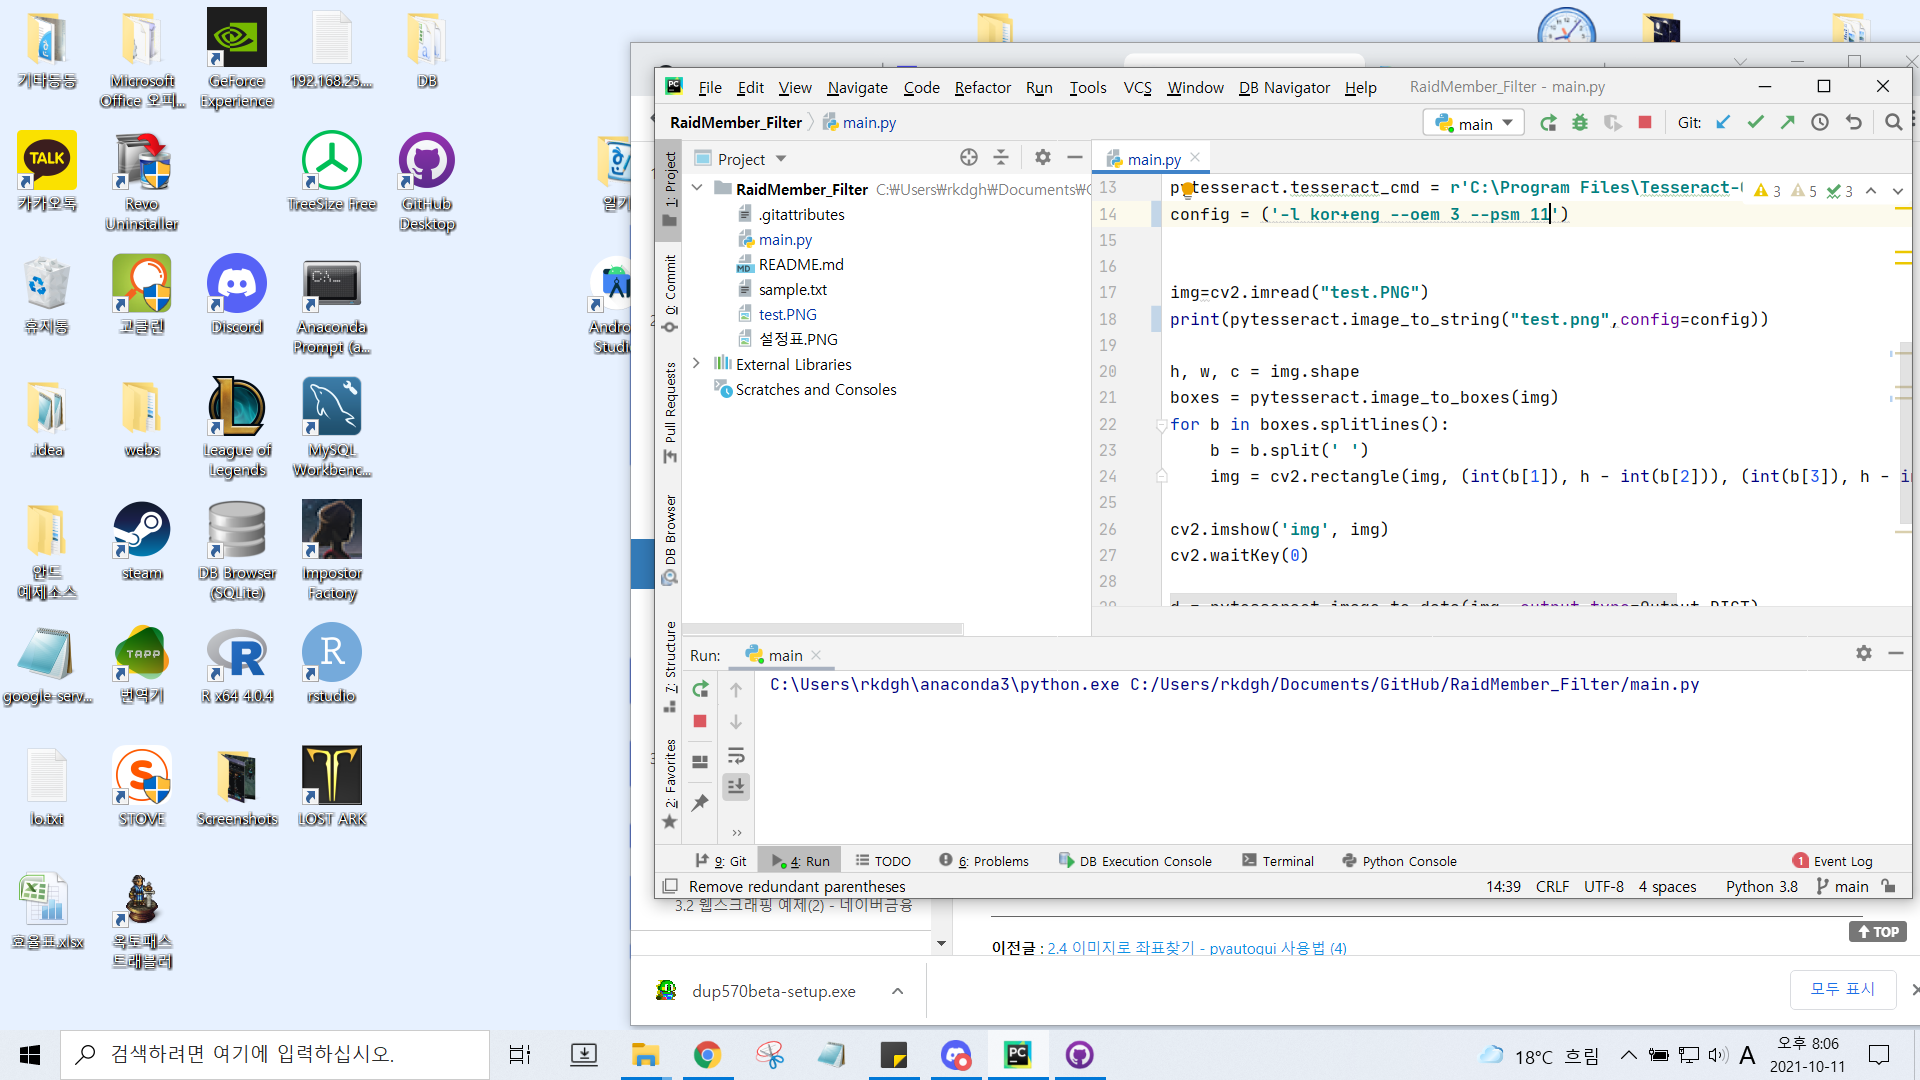 기타등등
Microsoft
Office 오피...
GeForce
Experience
192.168.25....
DB
TALK
카카오톡
Revo
Uninstaller
TreeSize Free
GitHub
Desktop
휴지통
고클린
Discord
Anaconda
Prompt (a...
.idea
webs
League of
Legends
MySQL
Workbenc...
안드
예제소스
steam
DB Browser
(SQLite)
Impostor
Factory
google-serv...
TAPP
번역기
R x64 4.0.4
rstudio
lo.txt
STOVE
Screenshots
LOST ARK
효율표.xlsx
옥토패스
트래블러
일기
Andro
Studi
File Edit View Navigate Code Refactor Run Tools VCS Window DB Navigator Help RaidMember_Filter - main.py
RaidMember_Filter main.py
main
Git:
1: Project
0: Commit
Pull Requests
DB Browser
7: Structure
2: Favorites
Project
RaidMember_Filter C:₩Users₩rkdgh₩Documents₩G
.gitattributes
main.py
README.md
sample.txt
test.PNG
설정표.PNG
External Libraries
Scratches and Consoles
main.py
3 5 3
13 pytesseract.tesseract_cmd = r'C:\Program Files\Tesseract-
14 config = ('-l kor+eng --oem 3 --psm 11')
15
16
17 img=cv2.imread("test.PNG")
18 print(pytesseract.image_to_string("test.png",config=config))
19
20 h, w, c = img.shape
21 boxes = pytesseract.image_to_boxes(img)
22 for b in boxes.splitlines():
23 b = b.split(' ')
24 img = cv2.rectangle(img, (int(b[1]), h - int(b[2])), (int(b[3]), h - in
25
26 cv2.imshow('img', img)
27 cv2.waitKey(0)
28
29 d = pytesseract.image_to_data(img, output_type=Output.DICT)
Run: main
C:\Users\rkdgh\anaconda3\python.exe C:/Users/rkdgh/Documents/GitHub/RaidMember_Filter/main.py
9: Git 4: Run TODO 6: Problems DB Execution Console Terminal Python Console 1 Event Log
Remove redundant parentheses 14:39 CRLF UTF-8 4 spaces Python 3.8 main
3.2 웹스크래핑 예제(2) - 네이버금융
TOP
이전글 : 2.4 이미지로 좌표찾기 - pyautogui 사용법 (4)
dup570beta-setup.exe
모두 표시
검색하려면 여기에 입력하십시오.
18°C 흐림
A
오후 8:06
2021-10-11